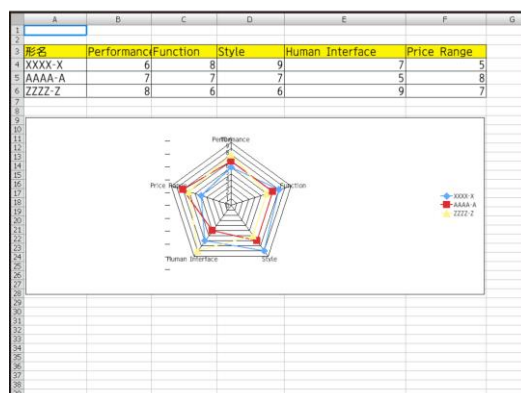 A B C D E F G
1
2
3 形名 Performance Function Style Human Interface Price Range
4 XXXX-X 6 8 9 7 5
5 AAAA-A 7 7 7 5 8
6 ZZZZ-Z 8 6 6 9 7
7
8
9
10
11 Performance
12
13
14 Price Range Function
15 XXXX-X
16 AAAA-A
17 ZZZZ-Z
18
19
20
21
22
23
24 Human Interface Style
25
26
27
28
29
30
31
32
33
34
35
36
37
38